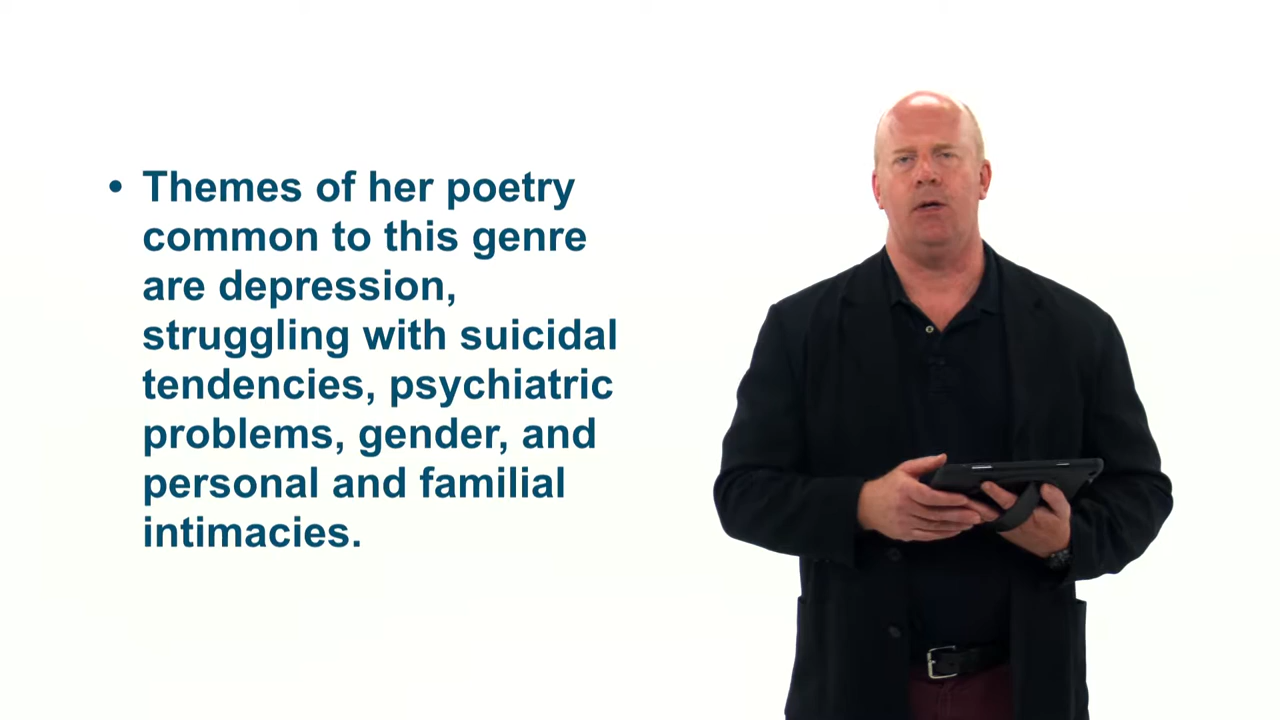 • Themes of her poetry
common to this genre
are depression,
struggling with suicidal
tendencies, psychiatric
problems, gender, and
personal and familial
intimacies.